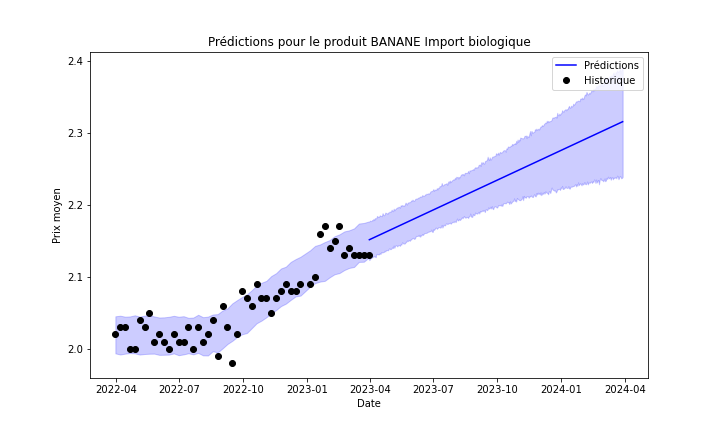 Prédictions pour le produit BANANE Import biologique
2.4
2.3
2.2
2.1
2.0
Prix moyen
Prédictions
Historique
2022-04
2022-07
2022-10
2023-01
2023-04
2023-07
2023-10
2024-01
2024-04
Date